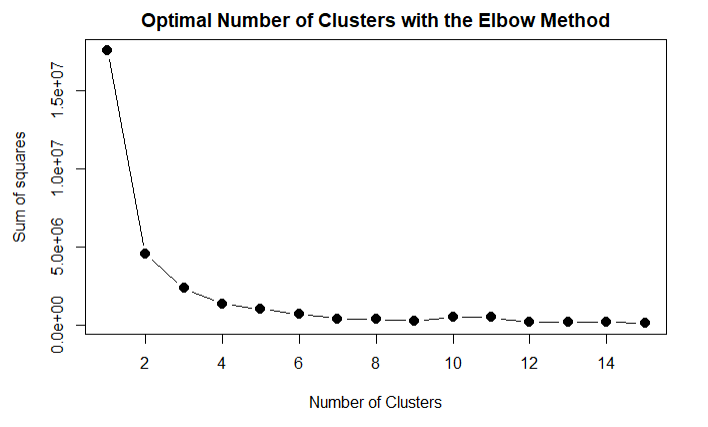 Optimal Number of Clusters with the Elbow Method
Sum of squares
1.5e+07
1.0e+07
5.0e+06
0.0e+00
2 4 6 8 10 12 14
Number of Clusters